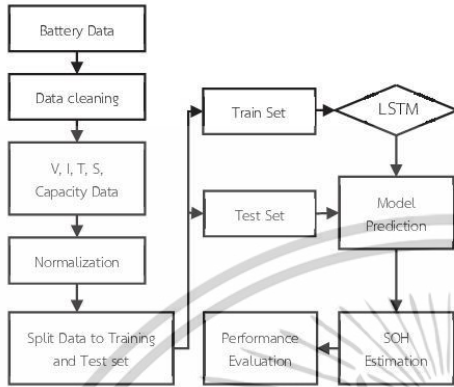 Battery Data
Data cleaning
V, I, T, S,
Capacity Data
Normalization
Split Data to Training
and Test set
Train Set
LSTM
Test Set
Model
Prediction
Performance
Evaluation
SOH
Estimation